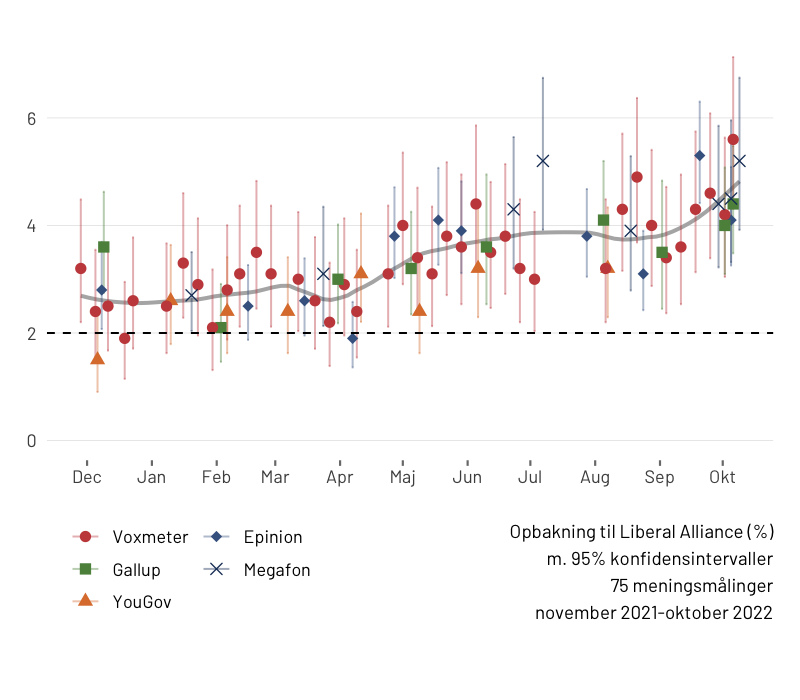 6
4
2
0
Dec Jan Feb Mar Apr Maj Jun Jul Aug Sep Okt
Voxmeter Epinion
Gallup Megafon
YouGov
Opbakning til Liberal Alliance (%)
m. 95% konfidensintervaller
75 meningsmålinger
november 2021-oktober 2022